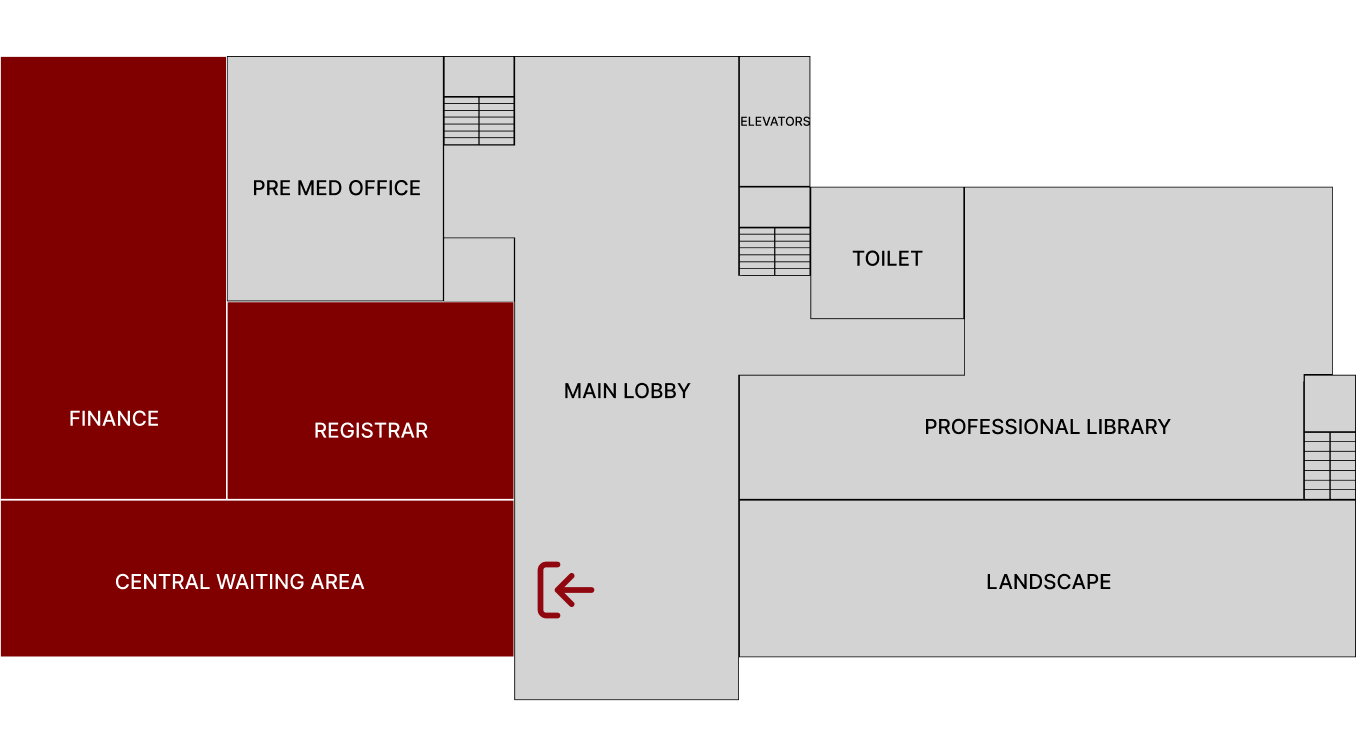 ELEVATORS
PRE MED OFFICE
TOILET
MAIN LOBBY
FINANCE
REGISTRAR
PROFESSIONAL LIBRARY
CENTRAL WAITING AREA
LANDSCAPE